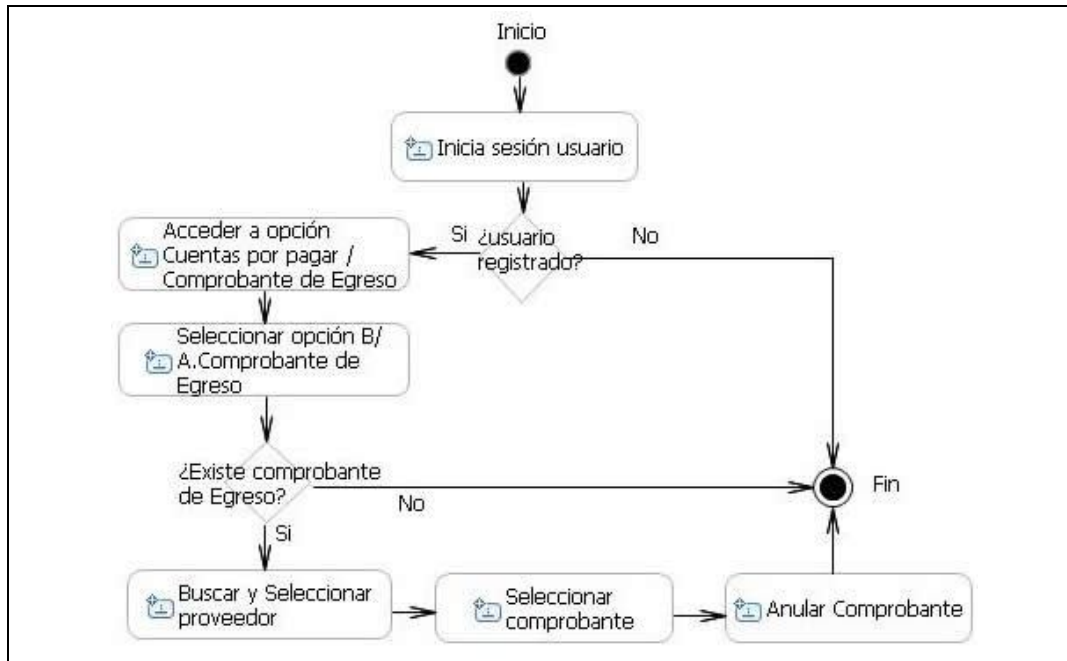 Inicio
Inicia sesión usuario
¿usuario
registrado?
Si
No
Acceder a opción
Cuentas por pagar /
Comprobante de Egreso
Seleccionar opción B/
A.Comprobante de
Egreso
¿Existe comprobante
de Egreso?
No
Si
Fin
Buscar y Seleccionar
proveedor
Seleccionar
comprobante
Anular Comprobante